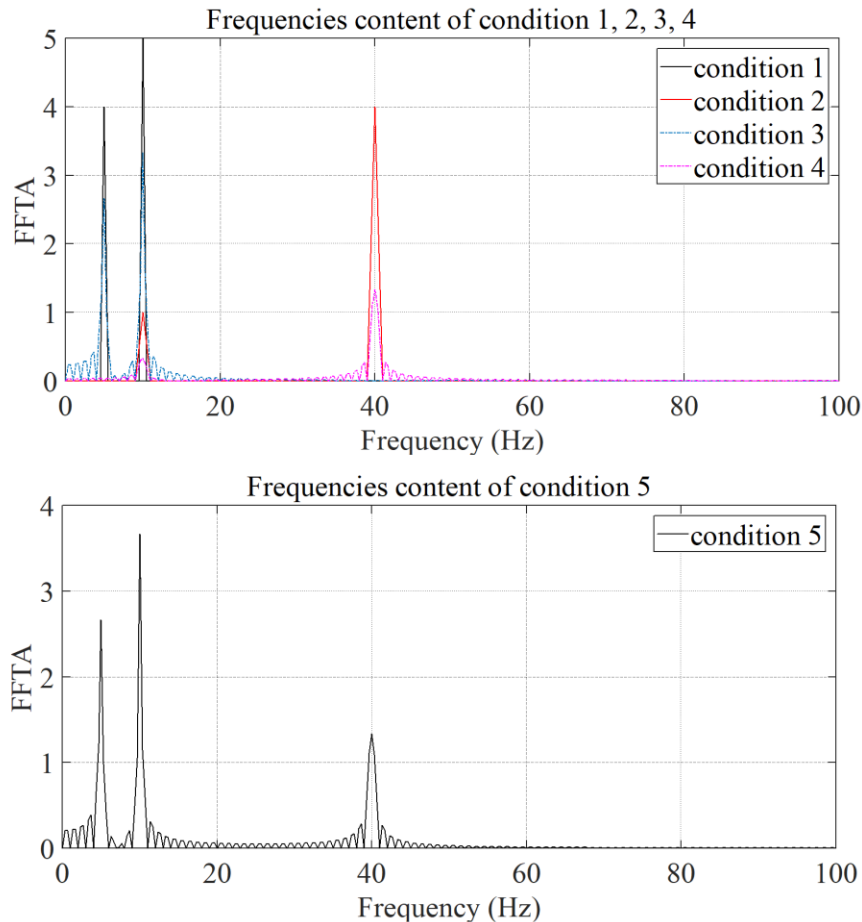 Frequencies content of condition 1, 2, 3, 4
5
4
3
2
1
0
FFTA
condition 1
condition 2
condition 3
condition 4
0 20 40 60 80 100
Frequency (Hz)
Frequencies content of condition 5
4
3
2
1
0
FFTA
condition 5
0 20 40 60 80 100
Frequency (Hz)